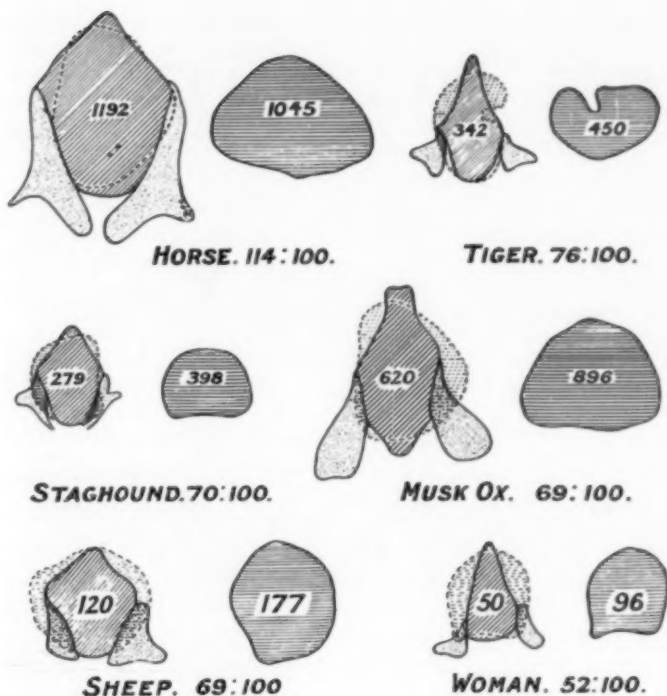 1192 1045 342 450
HORSE. 114:100. TIGER. 76:100.
279 398 620 896
STAGHOUND. 70:100. MUSK OX. 69:100.
120 177 50 96
SHEEP. 69:100 WOMAN. 52:100.